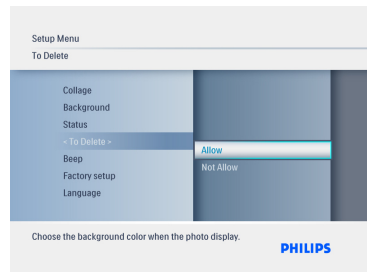 Setup Menu
To Delete
Collage
Background
Status
< To Delete >
Beep
Factory setup
Language
Allow
Not Allow
Choose the background color when the photo display.
PHILIPS